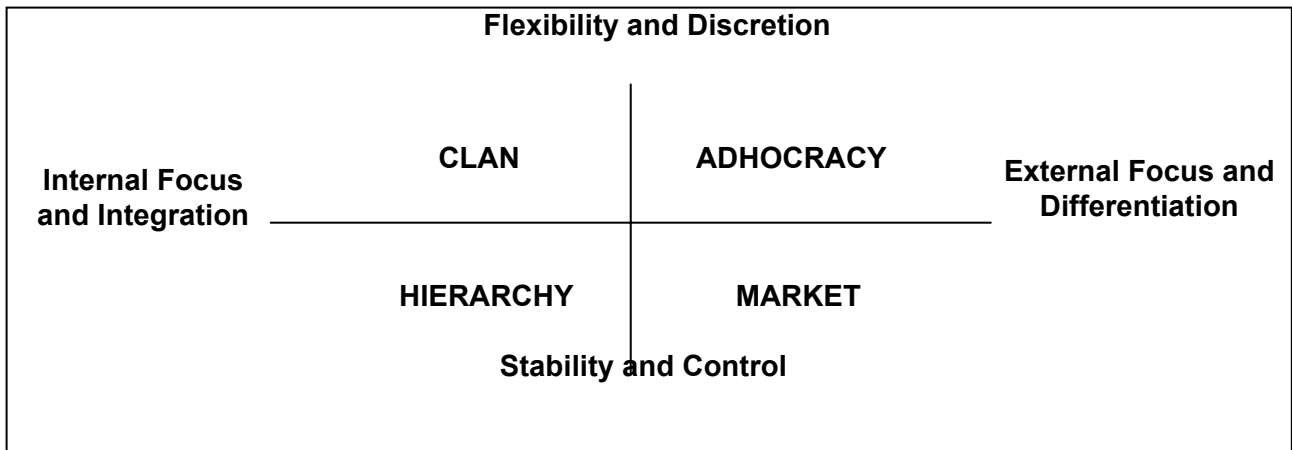 Flexibility and Discretion
CLAN
ADHOCRACY
Internal Focus
and Integration
External Focus and
Differentiation
HIERARCHY
MARKET
Stability and Control